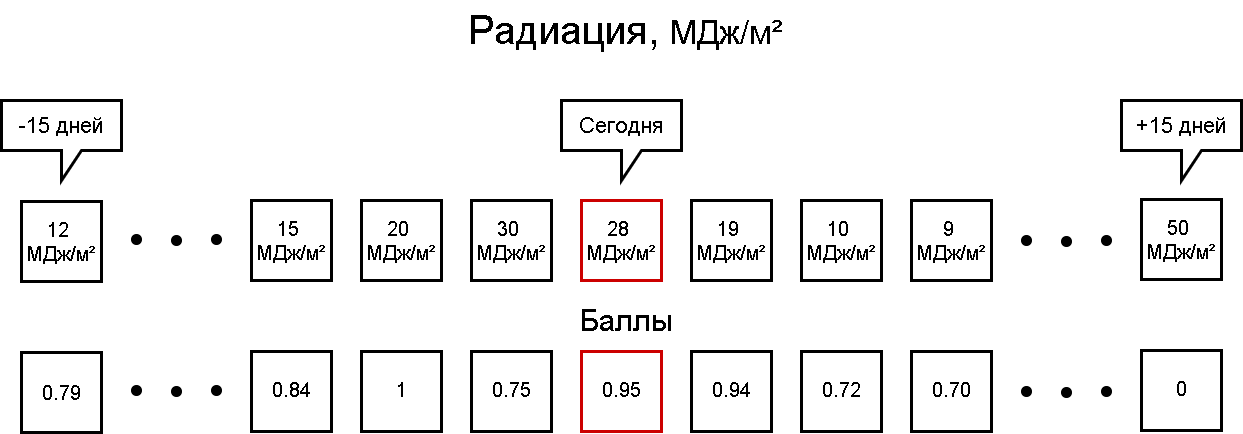 Радиация, МДж/м²
-15 дней
Сегодня
+15 дней
12
МДж/м²
15
МДж/м²
20
МДж/м²
30
МДж/м²
28
МДж/м²
19
МДж/м²
10
МДж/м²
9
МДж/м²
50
МДж/м²
Баллы
0.79
0.84
1
0.75
0.95
0.94
0.72
0.70
0